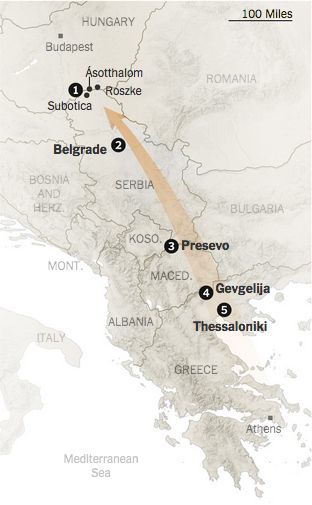 HUNGARY
100 Miles
Budapest
Ásotthalom
ROMANIA
1
Roszke
Subotica
Belgrade
2
BOSNIA
AND
HERZ.
SERBIA
BULGARIA
KOSO.
3
Presevo
MONT.
MACED.
4
Gevgelija
5
Thessaloniki
ALBANIA
ITALY
GREECE
Athens
Mediterranean
Sea